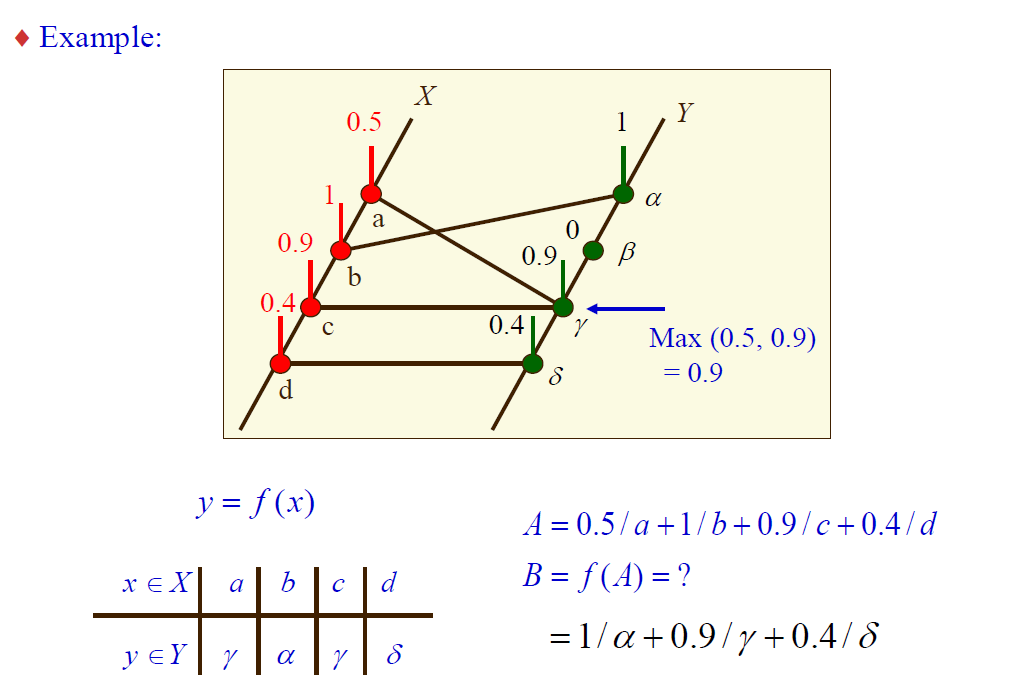 ♦ Example:
X
Y
0.5
1
1
a
α
0.9
b
0
β
0.9
0.4
c
0.4
γ
Max (0.5, 0.9)
= 0.9
d
δ
y = f (x)
A = 0.5 / a + 1 / b + 0.9 / c + 0.4 / d
B = f (A) = ?
= 1 / α + 0.9 / γ + 0.4 / δ
x ∈ X a b c d
y ∈ Y γ α γ δ